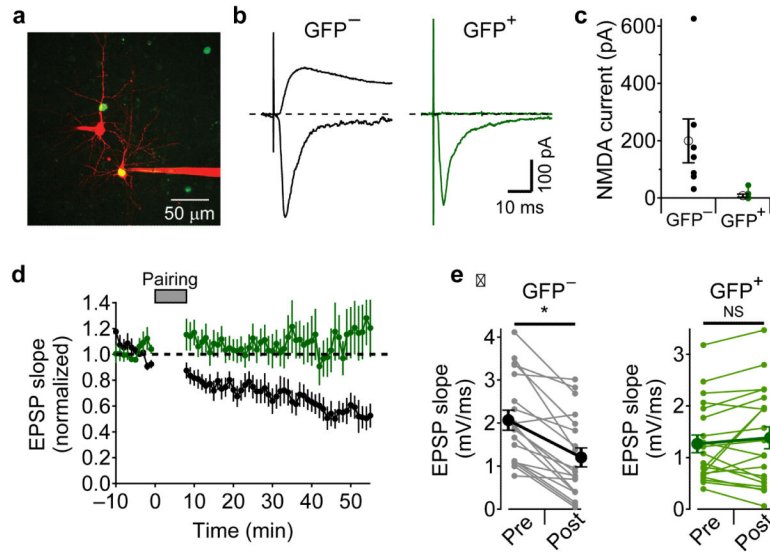 a
50 μm
b
GFP⁻
GFP⁺
100 pA
10 ms
c
NMDA current (pA)
600
400
200
0
GFP⁻
GFP⁺
d
Pairing
EPSP slope
(normalized)
1.4
1.2
1.0
0.8
0.6
0.4
0.2
0.0
–10 0 10 20 30 40 50
Time (min)
e
GFP⁻
*
EPSP slope
(mV/ms)
4
3
2
1
0
Pre Post
GFP⁺
NS
EPSP slope
(mV/ms)
3
2
1
0
Pre Post